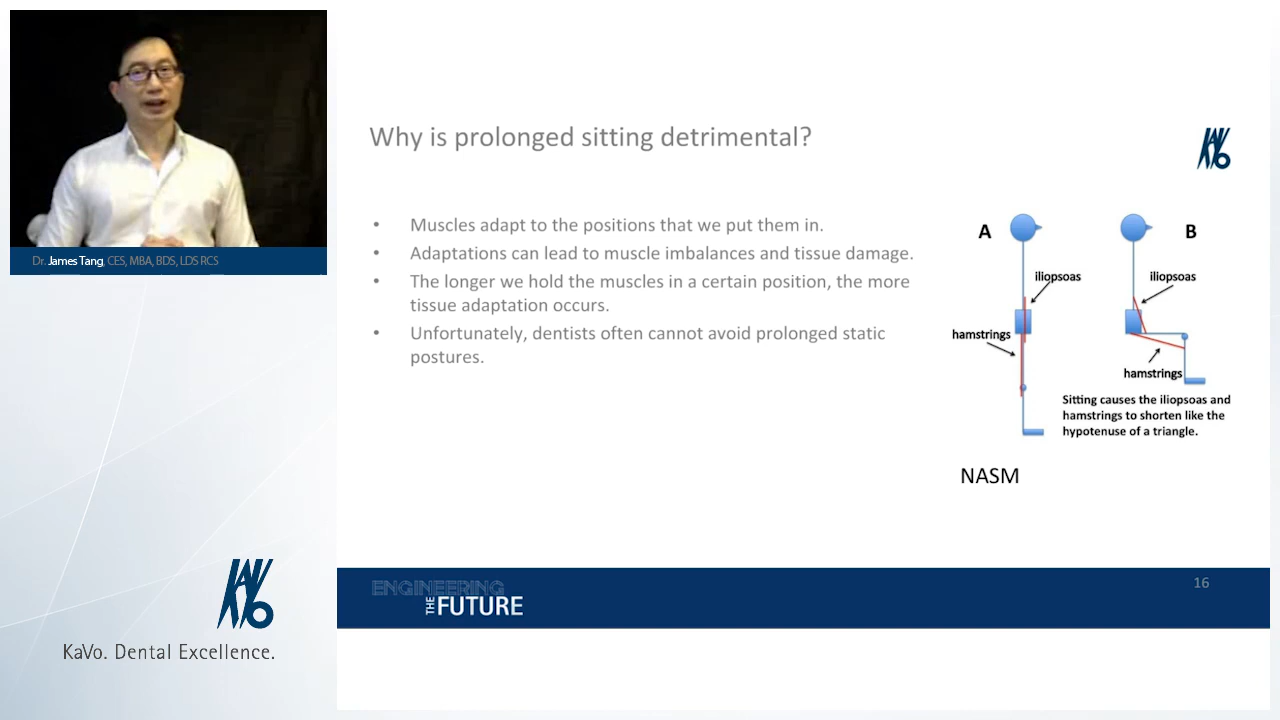 Dr. James Tang, CES, MBA, BDS, LDS RCS
KAVO
KaVo. Dental Excellence.
Why is prolonged sitting detrimental?
KAVO
• Muscles adapt to the positions that we put them in.
• Adaptations can lead to muscle imbalances and tissue damage.
• The longer we hold the muscles in a certain position, the more
tissue adaptation occurs.
• Unfortunately, dentists often cannot avoid prolonged static
postures.
A
B
iliopsoas
iliopsoas
hamstrings
hamstrings
Sitting causes the iliopsoas and
hamstrings to shorten like the
hypotenuse of a triangle.
NASM
ENGINEERING
THE FUTURE
16